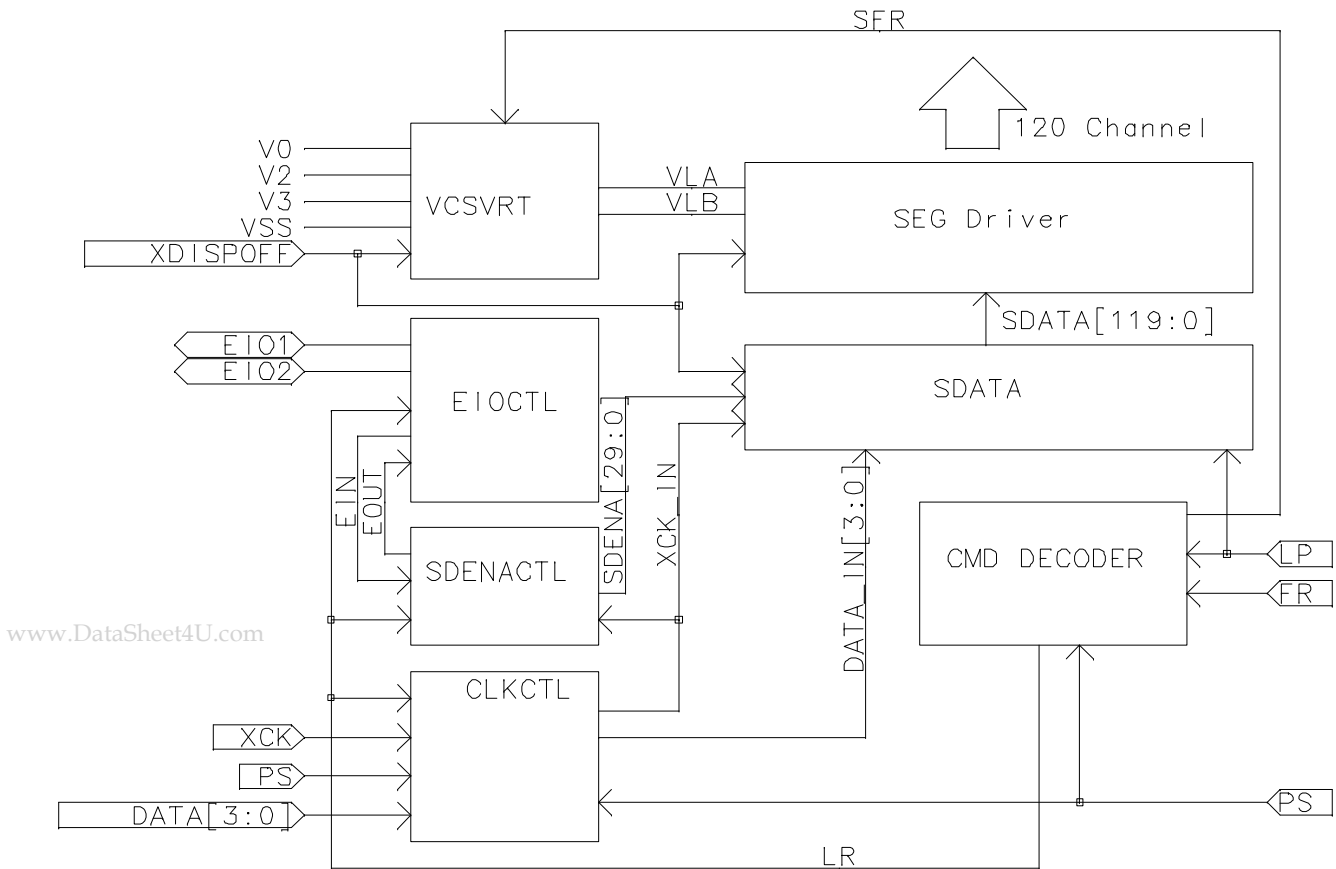 SFR
120 Channel
V0
V2
V3
VSS
XDISPOFF
VCSVRT
VLA
VLB
SEG Driver
SDATA[119:0]
EIO1
EIO2
EIOCTL
SDATA
EIN
EOUT
SDENA[29:0]
XCK_IN
DATA_IN[3:0]
SDENACTL
CMD DECODER
LP
FR
www.DataSheet4U.com
CLKCTL
XCK
PS
DATA[3:0]
PS
LR